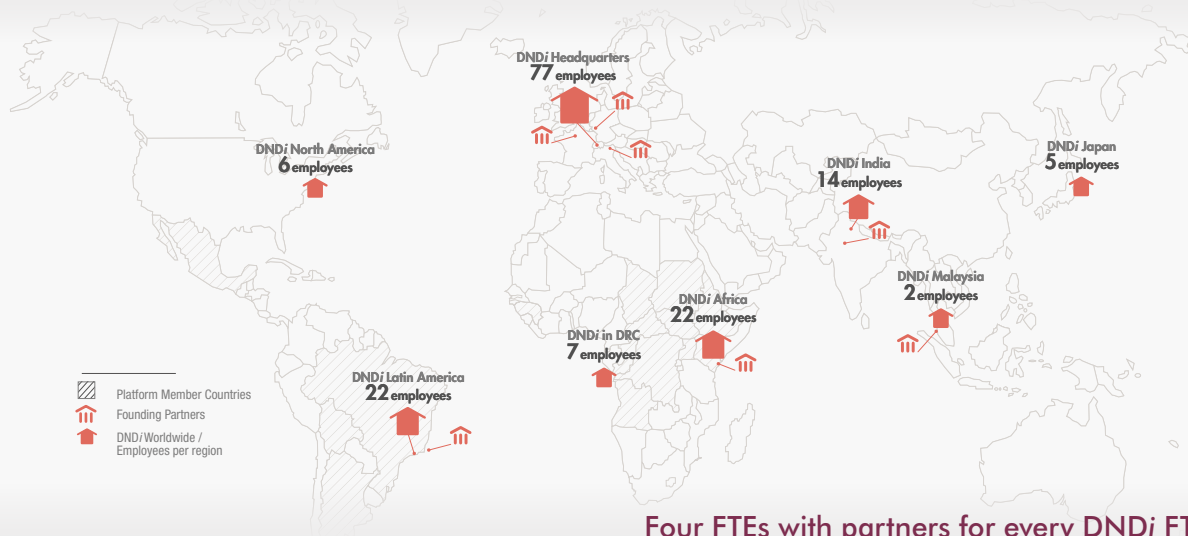 DNDi Headquarters
77 employees
DNDi North America
6 employees
DNDi Japan
5 employees
DNDi India
14 employees
DNDi Malaysia
2 employees
DNDi Africa
22 employees
DNDi in DRC
7 employees
DNDi Latin America
22 employees
Platform Member Countries
Founding Partners
DNDi Worldwide /
Employees per region
Four FTEs with partners for every DNDi FT